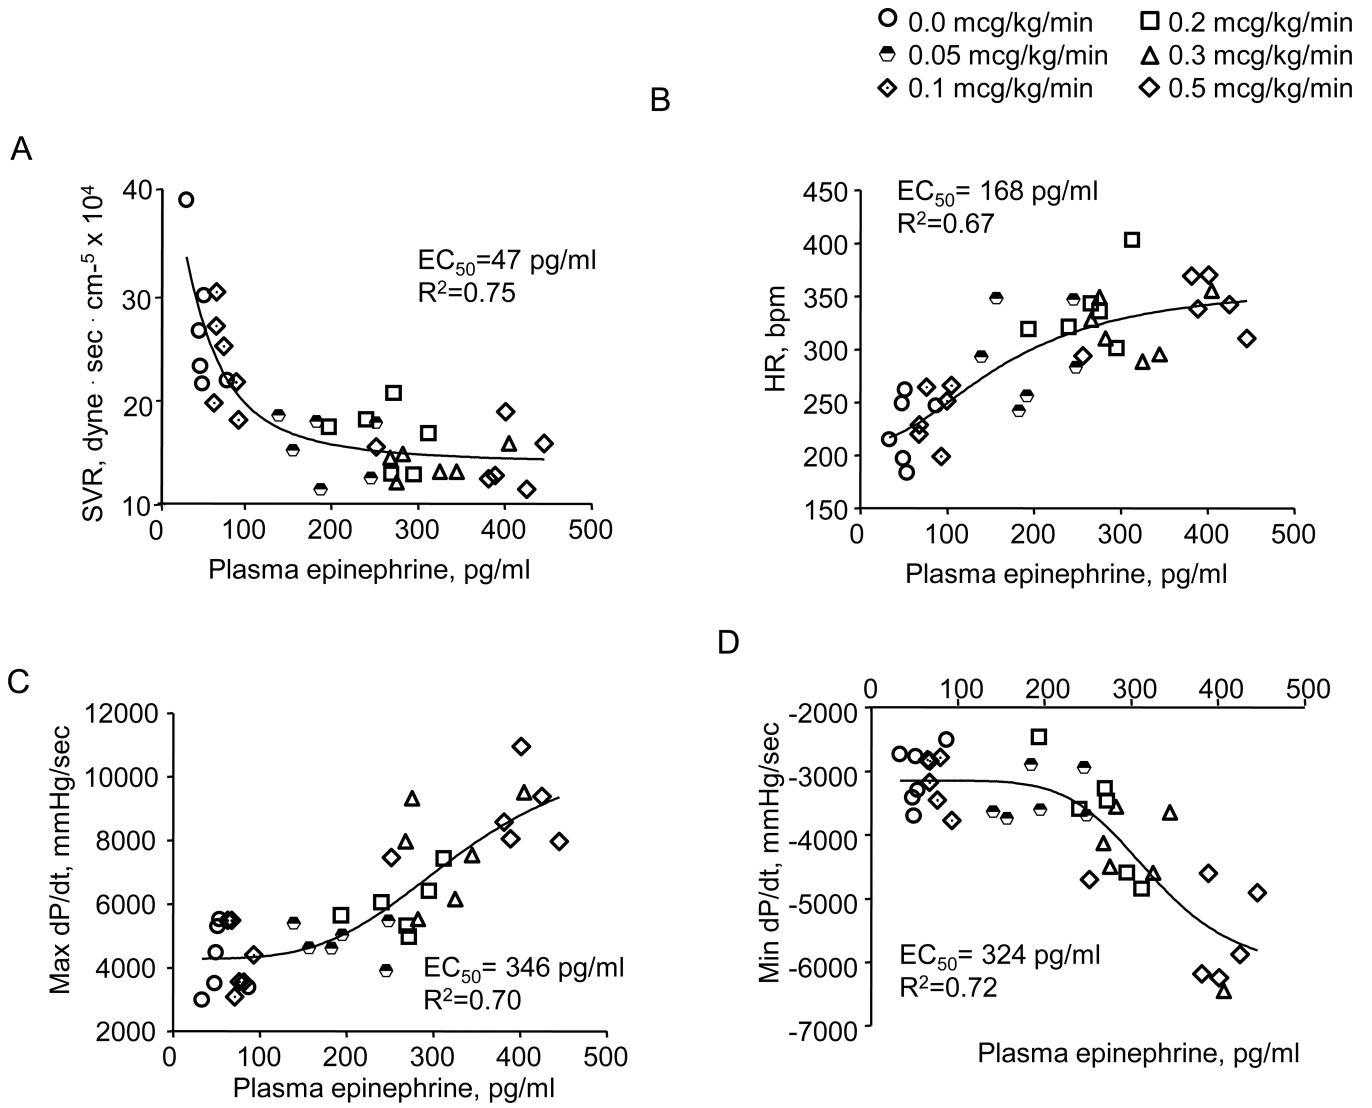 0.0 mcg/kg/min
0.2 mcg/kg/min
0.05 mcg/kg/min
0.3 mcg/kg/min
0.1 mcg/kg/min
0.5 mcg/kg/min
A
SVR, dyne · sec · cm-⁵ x 10⁴
40
30
20
10
EC₅₀=47 pg/ml
R²=0.75
0 100 200 300 400 500
Plasma epinephrine, pg/ml
B
HR, bpm
450
400
350
300
250
200
150
EC₅₀= 168 pg/ml
R²=0.67
0 100 200 300 400 500
Plasma epinephrine, pg/ml
C
Max dP/dt, mmHg/sec
12000
10000
8000
6000
4000
2000
EC₅₀= 346 pg/ml
R²=0.70
0 100 200 300 400 500
Plasma epinephrine, pg/ml
D
0 100 200 300 400 500
Min dP/dt, mmHg/sec
-2000
-3000
-4000
-5000
-6000
-7000
EC₅₀= 324 pg/ml
R²=0.72
Plasma epinephrine, pg/ml